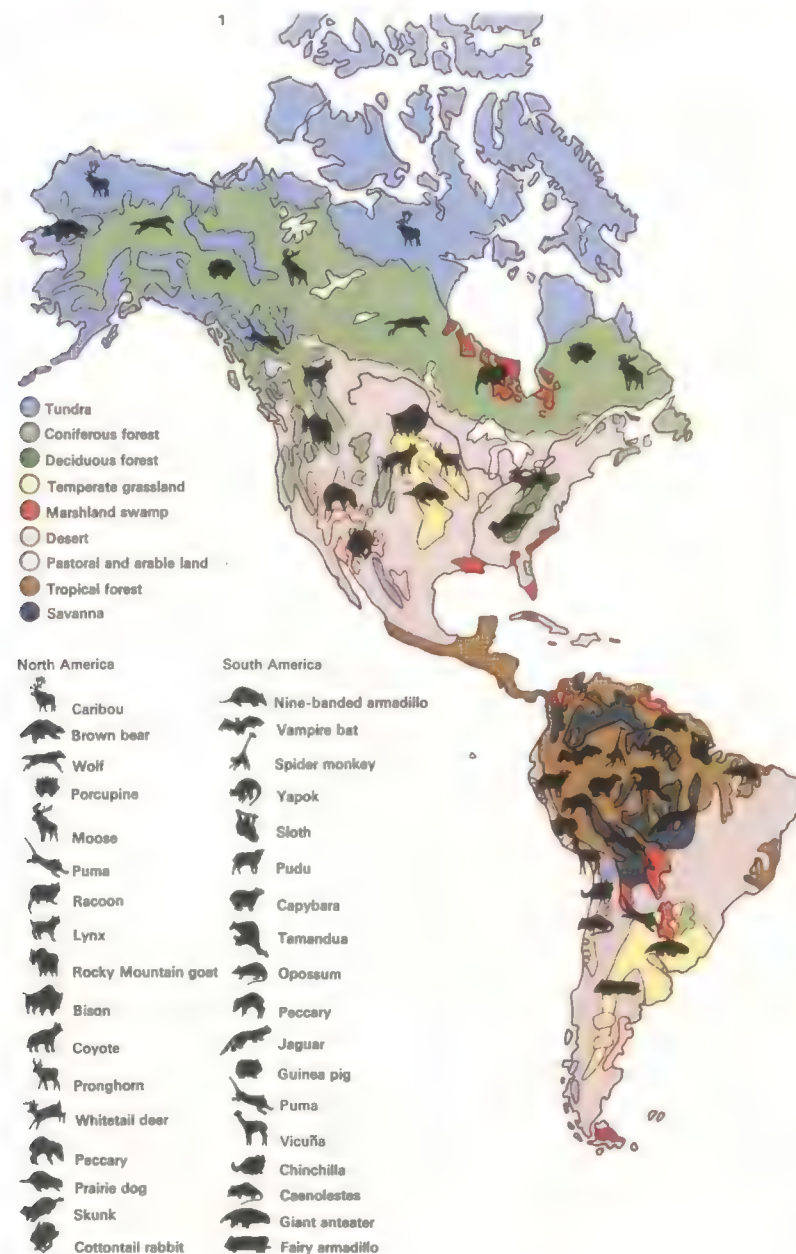 1
Tundra
Coniferous forest
Deciduous forest
Temperate grassland
Marshland swamp
Desert
Pastoral and arable land
Tropical forest
Savanna
North America
Caribou
Brown bear
Wolf
Porcupine
Moose
Puma
Racoon
Lynx
Rocky Mountain goat
Bison
Coyote
Pronghorn
Whitetail deer
Peccary
Prairie dog
Skunk
Cottontail rabbit
South America
Nine-banded armadillo
Vampire bat
Spider monkey
Yapok
Sloth
Pudu
Capybara
Tamandua
Opossum
Peccary
Jaguar
Guinea pig
Puma
Vicuña
Chinchilla
Caenolestes
Giant anteater
Fairy armadillo